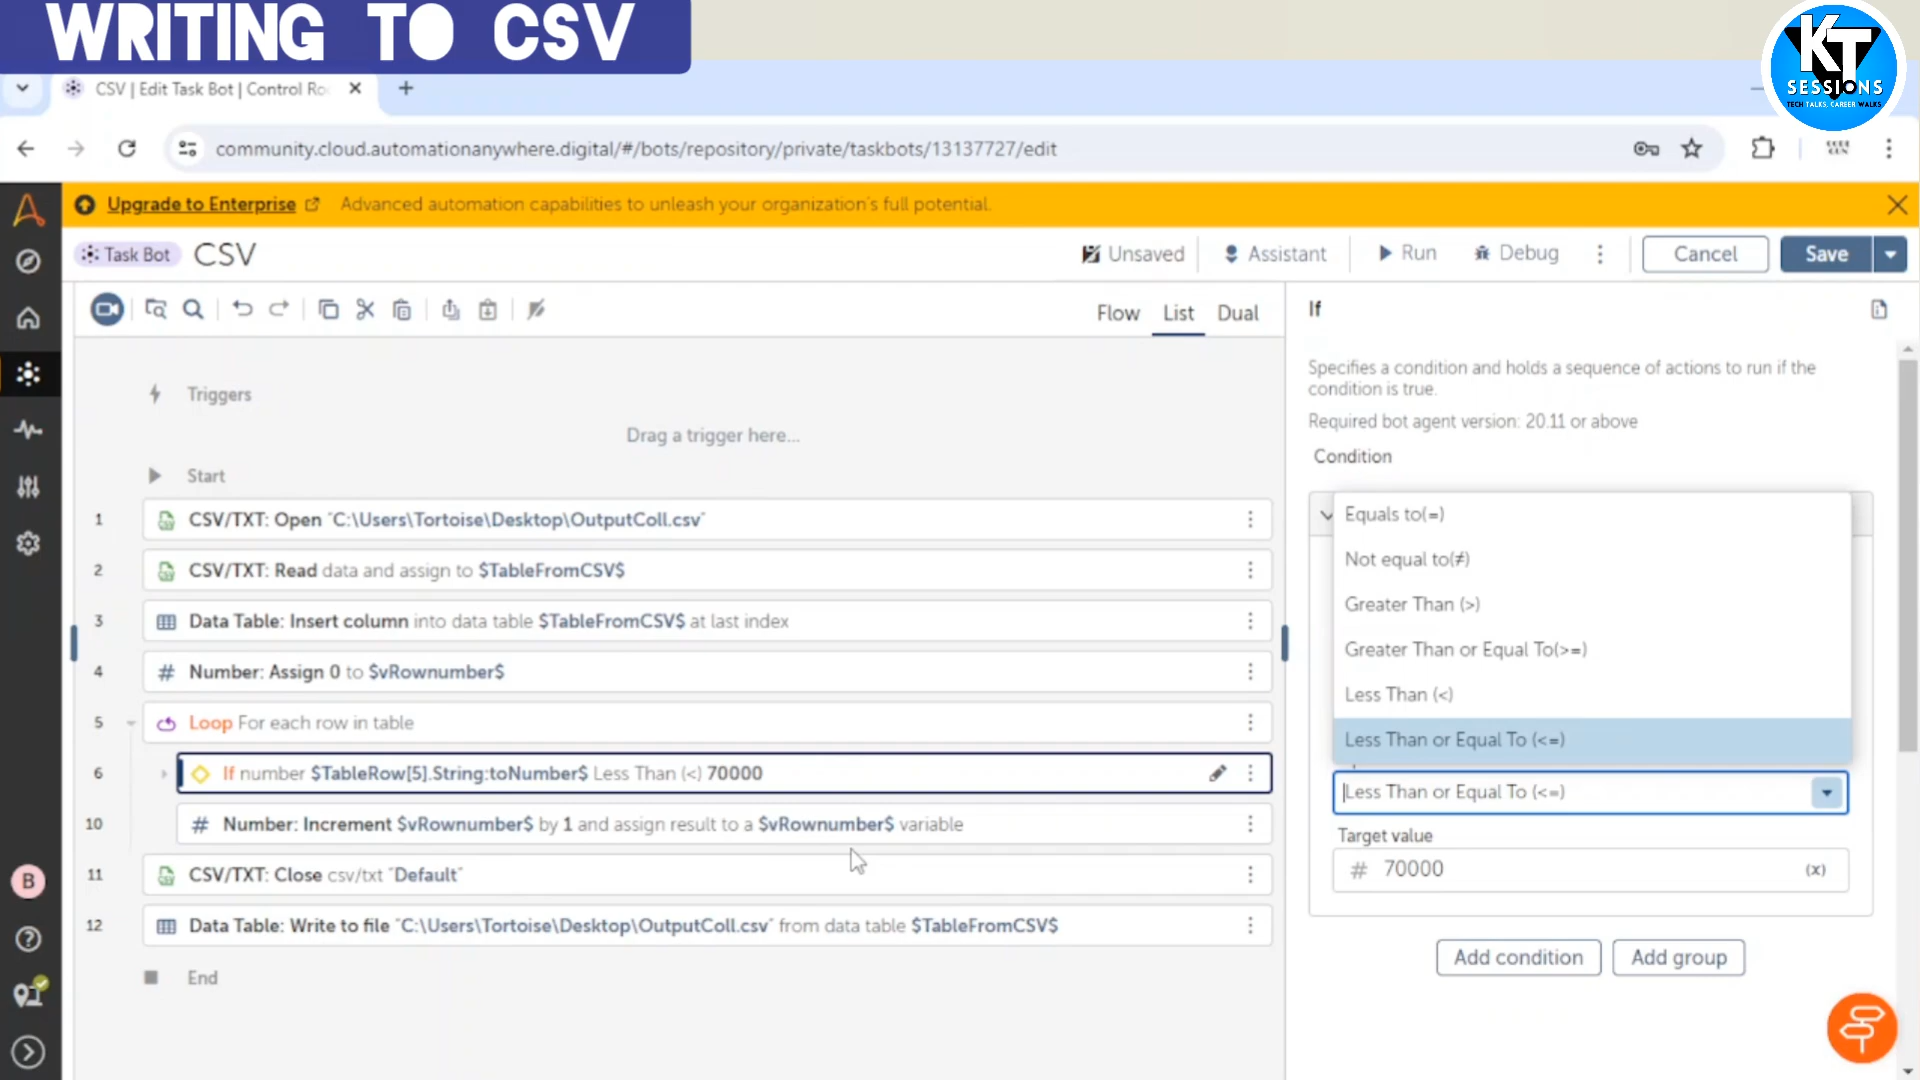 WRITING TO CSV
KT
SESSIONS
TECH TALKS, CAREER WALKS
CSV | Edit Task Bot | Control Ro
community.cloud.automationanywhere.digital/#/bots/repository/private/taskbots/13137727/edit
Upgrade to Enterprise Advanced automation capabilities to unleash your organization's full potential.
Task Bot CSV Unsaved Assistant Run Debug Cancel Save
Flow List Dual
Triggers
Drag a trigger here...
Start
1 CSV/TXT: Open "C:\Users\Tortoise\Desktop\OutputColl.csv"
2 CSV/TXT: Read data and assign to $TableFromCSV$
3 Data Table: Insert column into data table $TableFromCSV$ at last index
4 # Number: Assign 0 to $vRownumber$
5 Loop For each row in table
6 If number $TableRow[5].String:toNumber$ Less Than (<) 70000
10 # Number: Increment $vRownumber$ by 1 and assign result to a $vRownumber$ variable
11 CSV/TXT: Close csv/txt "Default"
12 Data Table: Write to file "C:\Users\Tortoise\Desktop\OutputColl.csv" from data table $TableFromCSV$
End
If
Specifies a condition and holds a sequence of actions to run if the
condition is true.
Required bot agent version: 20.11 or above
Condition
Equals to(=)
Not equal to(≠)
Greater Than (>)
Greater Than or Equal To(>=)
Less Than (<)
Less Than or Equal To (<=)
Less Than or Equal To (<=)
Target value
# 70000 (x)
Add condition Add group
B